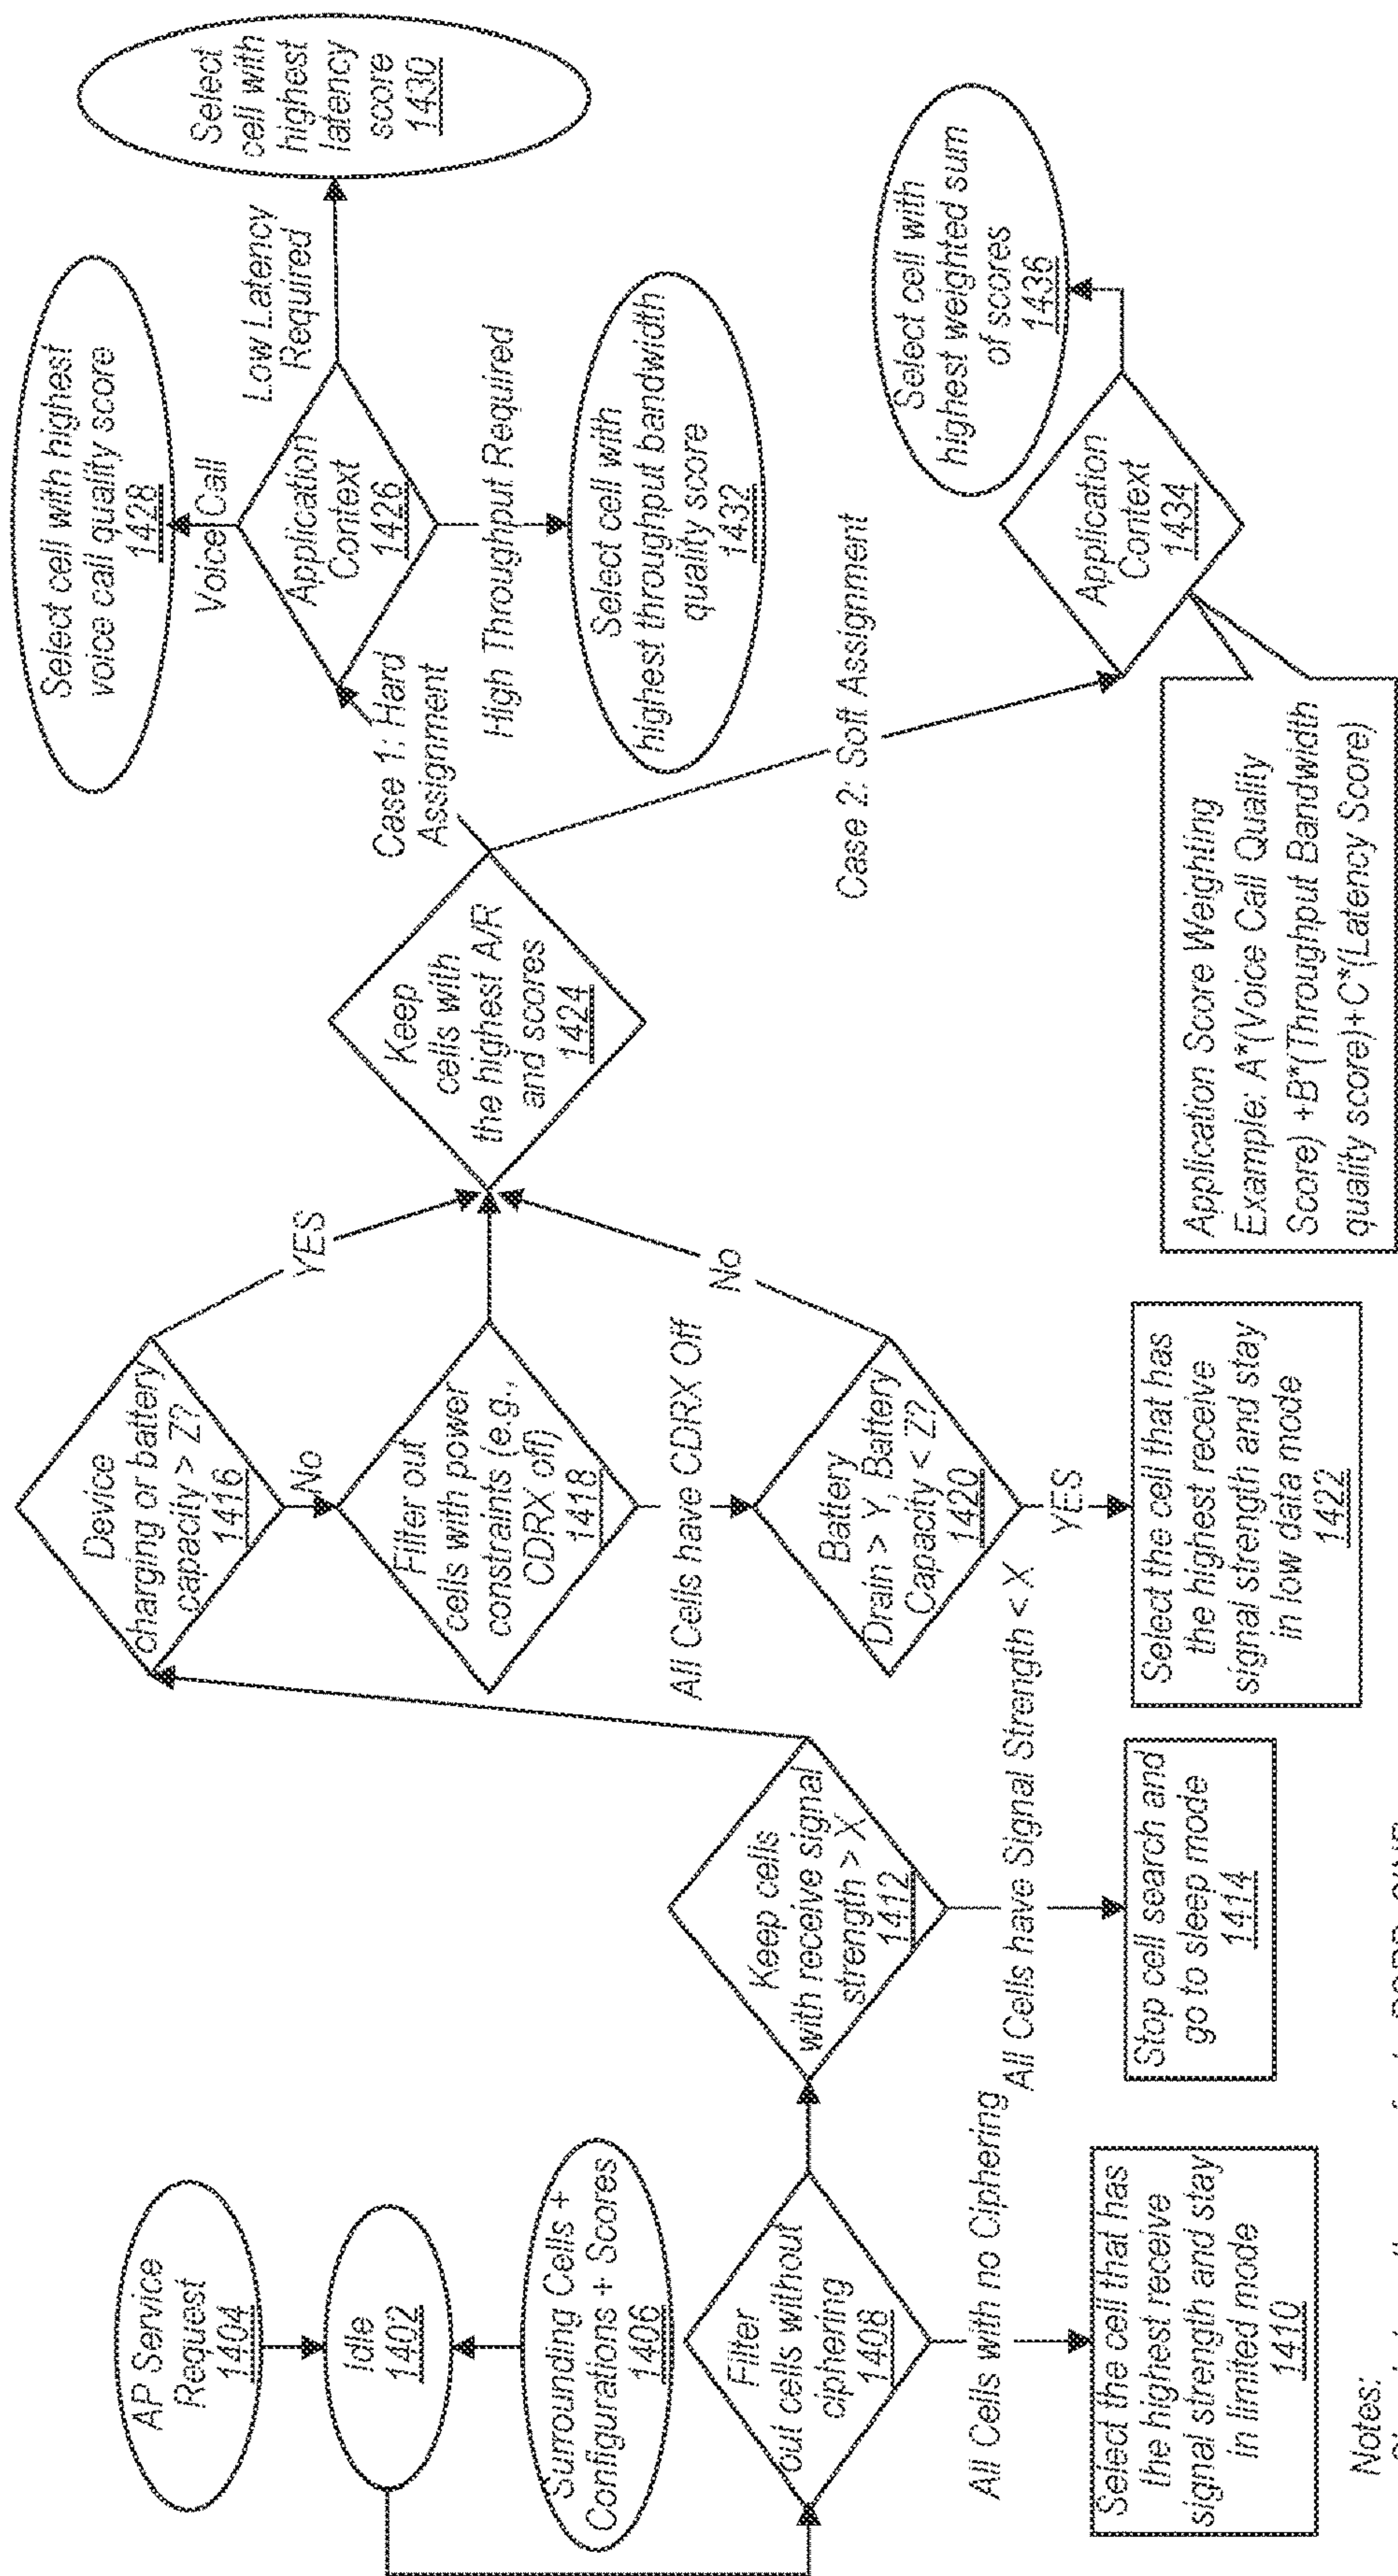 AP Service
Request
1404
Idle
1402
Surrounding Cells +
Configurations + Scores
1406
Filter
out cells without
ciphering
1408
All Cells with no Ciphering
Select the cell that has
the highest receive
signal strength and stay
in limited mode
1410
Keep cells
with receive signal
strength > X
1412
All Cells have Signal Strength < X
Stop cell search and
go to sleep mode
1414
Device
charging or battery
capacity > Z?
1416
YES
No
Filter out
cells with power
constraints (e.g.,
CDRX off)
1418
All Cells have CDRX Off
Battery
Drain > Y, Battery
Capacity < Z?
1420
No
YES
Select the cell that has
the highest receive
signal strength and stay
in low data mode
1422
Keep
cells with
the highest A/R
and scores
1424
Case 1: Hard
Assignment
Application
Context
1426
Voice Call
Select cell with highest
voice call quality score
1428
Low Latency
Required
Select
cell with
highest
latency
score
1430
High Throughput Required
Select cell with
highest throughput bandwidth
quality score
1432
Case 2: Soft Assignment
Application
Context
1434
Select cell with
highest weighted sum
of scores
1436
Application Score Weighting
Example: A*(Voice Call Quality
Score) +B*(Throughput Bandwidth
quality score)+C*(Latency Score)
Notes: